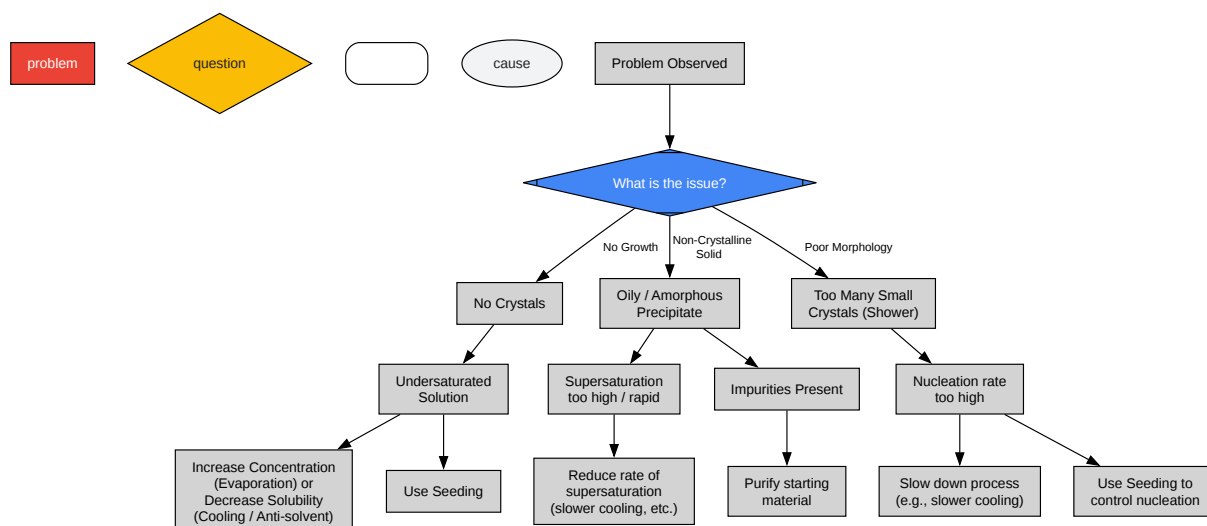 problem
question
cause
Problem Observed
What is the issue?
No Growth
Non-Crystalline
Solid
Poor Morphology
No Crystals
Oily / Amorphous
Precipitate
Too Many Small
Crystals (Shower)
Undersaturated
Solution
Supersaturation
too high / rapid
Impurities Present
Nucleation rate
too high
Increase Concentration
(Evaporation) or
Decrease Solubility
(Cooling / Anti-solvent)
Use Seeding
Reduce rate of
supersaturation
(slower cooling, etc.)
Purify starting
material
Slow down process
(e.g., slower cooling)
Use Seeding to
control nucleation